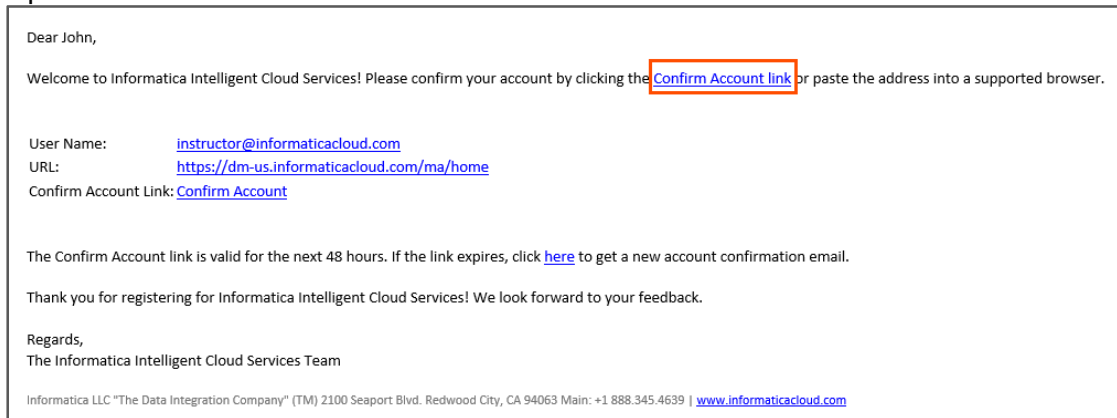 Dear John,
Welcome to Informatica Intelligent Cloud Services! Please confirm your account by clicking the Confirm Account link or paste the address into a supported browser.
User Name: instructor@informaticacloud.com
URL: https://dm-us.informaticacloud.com/ma/home
Confirm Account Link: Confirm Account
The Confirm Account link is valid for the next 48 hours. If the link expires, click here to get a new account confirmation email.
Thank you for registering for Informatica Intelligent Cloud Services! We look forward to your feedback.
Regards,
The Informatica Intelligent Cloud Services Team
Informatica LLC "The Data Integration Company" (TM) 2100 Seaport Blvd. Redwood City, CA 94063 Main: +1 888.345.4639 | www.informaticacloud.com